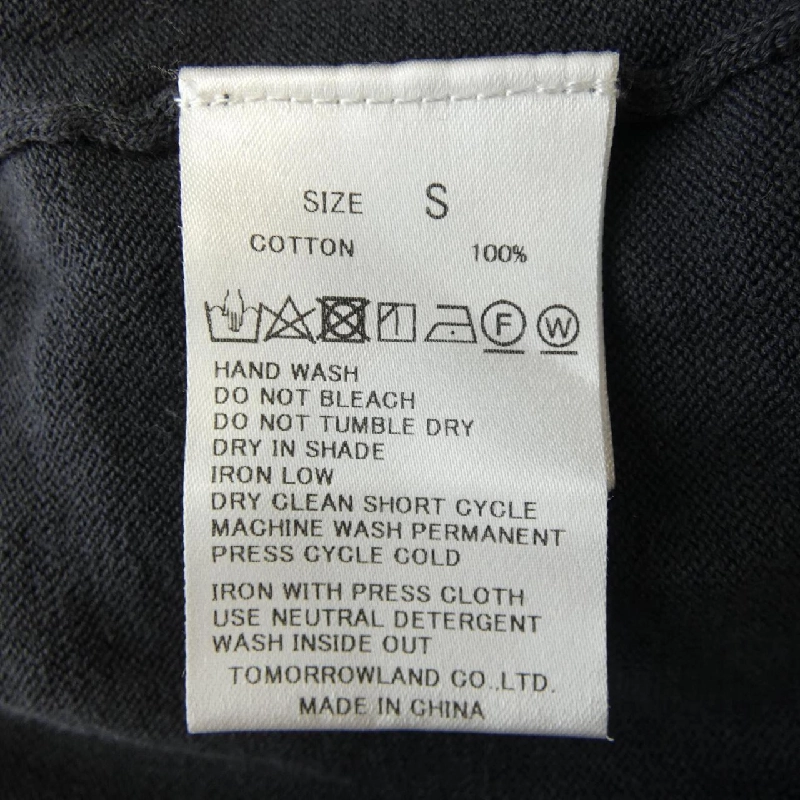 SIZE S
COTTON 100%
F W
HAND WASH
DO NOT BLEACH
DO NOT TUMBLE DRY
DRY IN SHADE
IRON LOW
DRY CLEAN SHORT CYCLE
MACHINE WASH PERMANENT
PRESS CYCLE COLD
IRON WITH PRESS CLOTH
USE NEUTRAL DETERGENT
WASH INSIDE OUT
TOMORROWLAND CO.,LTD.
MADE IN CHINA